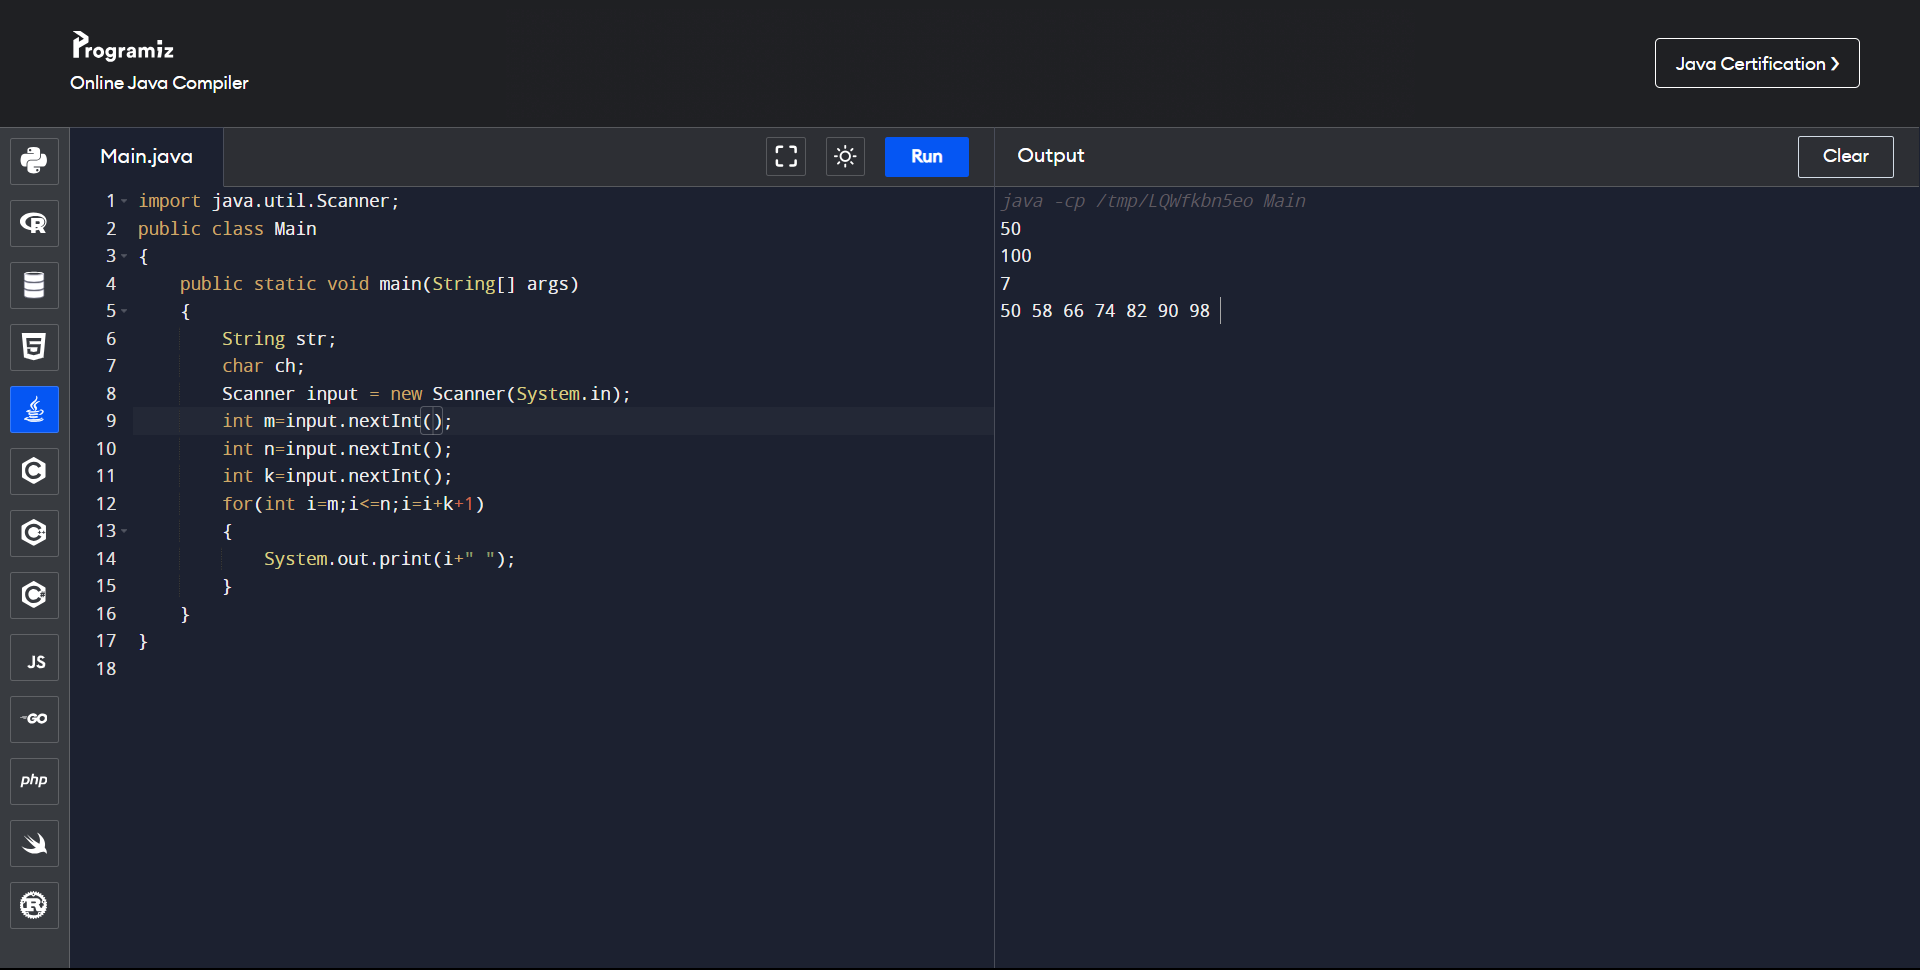 Programiz
Online Java Compiler
Java Certification ❯
Main.java
Run
Output
Clear
1 import java.util.Scanner;
2 public class Main
3 {
4     public static void main(String[] args)
5     {
6         String str;
7         char ch;
8         Scanner input = new Scanner(System.in);
9         int m=input.nextInt();
10         int n=input.nextInt();
11         int k=input.nextInt();
12         for(int i=m;i<=n;i=i+k+1)
13         {
14             System.out.print(i+" ");
15         }
16     }
17 }
18
java -cp /tmp/LQWfkbn5eo Main
50
100
7
50 58 66 74 82 90 98
R
5
C
C
C
JS
GO
php
R